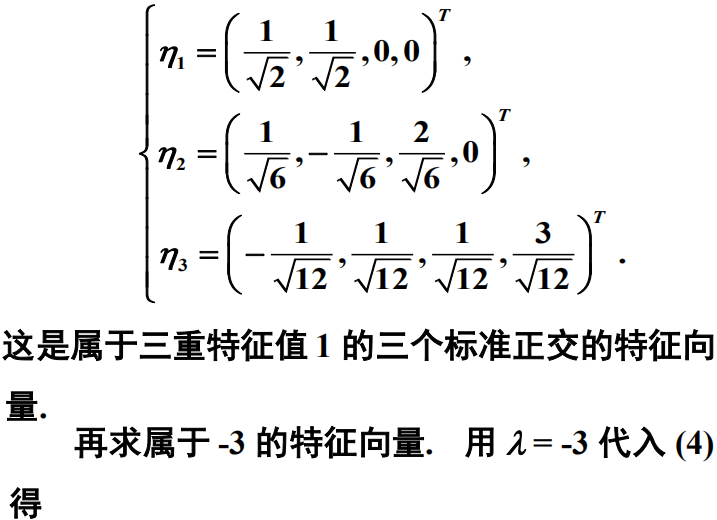 η₁ = (1/√2, 1/√2, 0, 0)ᵀ ,
η₂ = (1/√6, −1/√6, 2/√6, 0)ᵀ ,
η₃ = (−1/√12, 1/√12, 1/√12, 3/√12)ᵀ .
这是属于三重特征值 1 的三个标准正交的特征向
量.
再求属于 -3 的特征向量. 用 λ = -3 代入 (4)
得